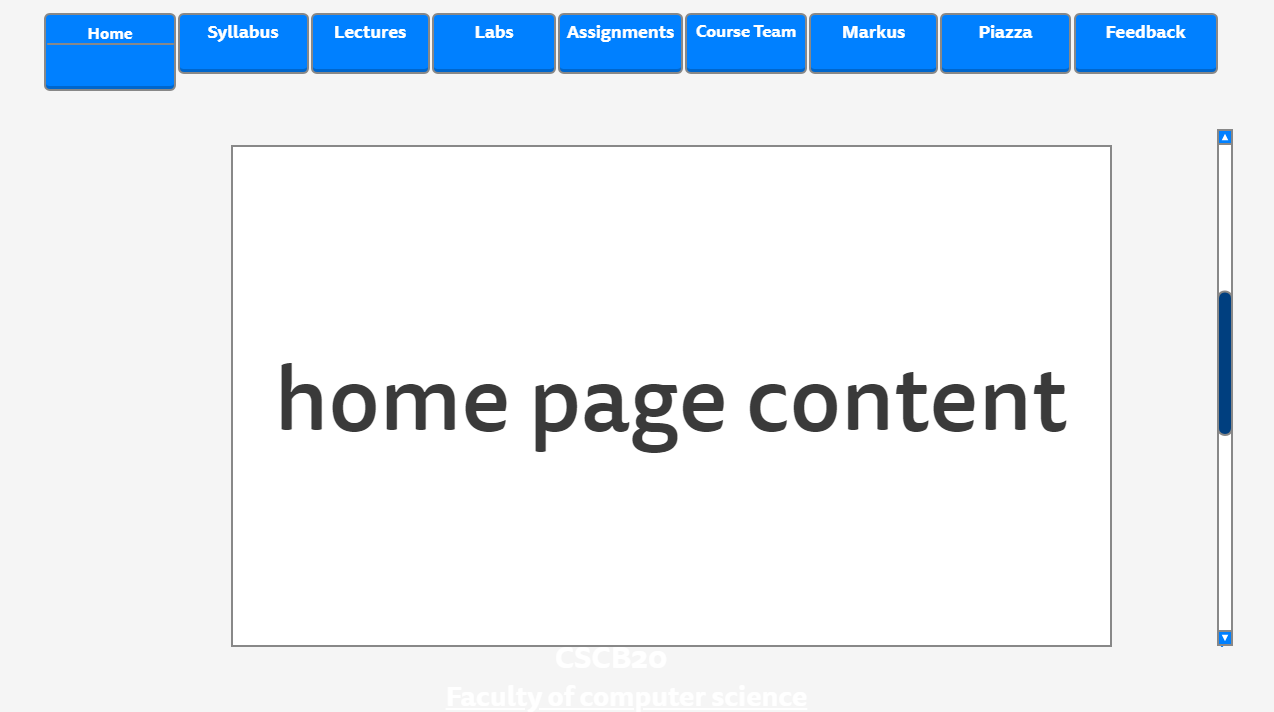 Home Syllabus Lectures Labs Assignments Course Team Markus Piazza Feedback
home page content
CSCB20
Faculty of computer science